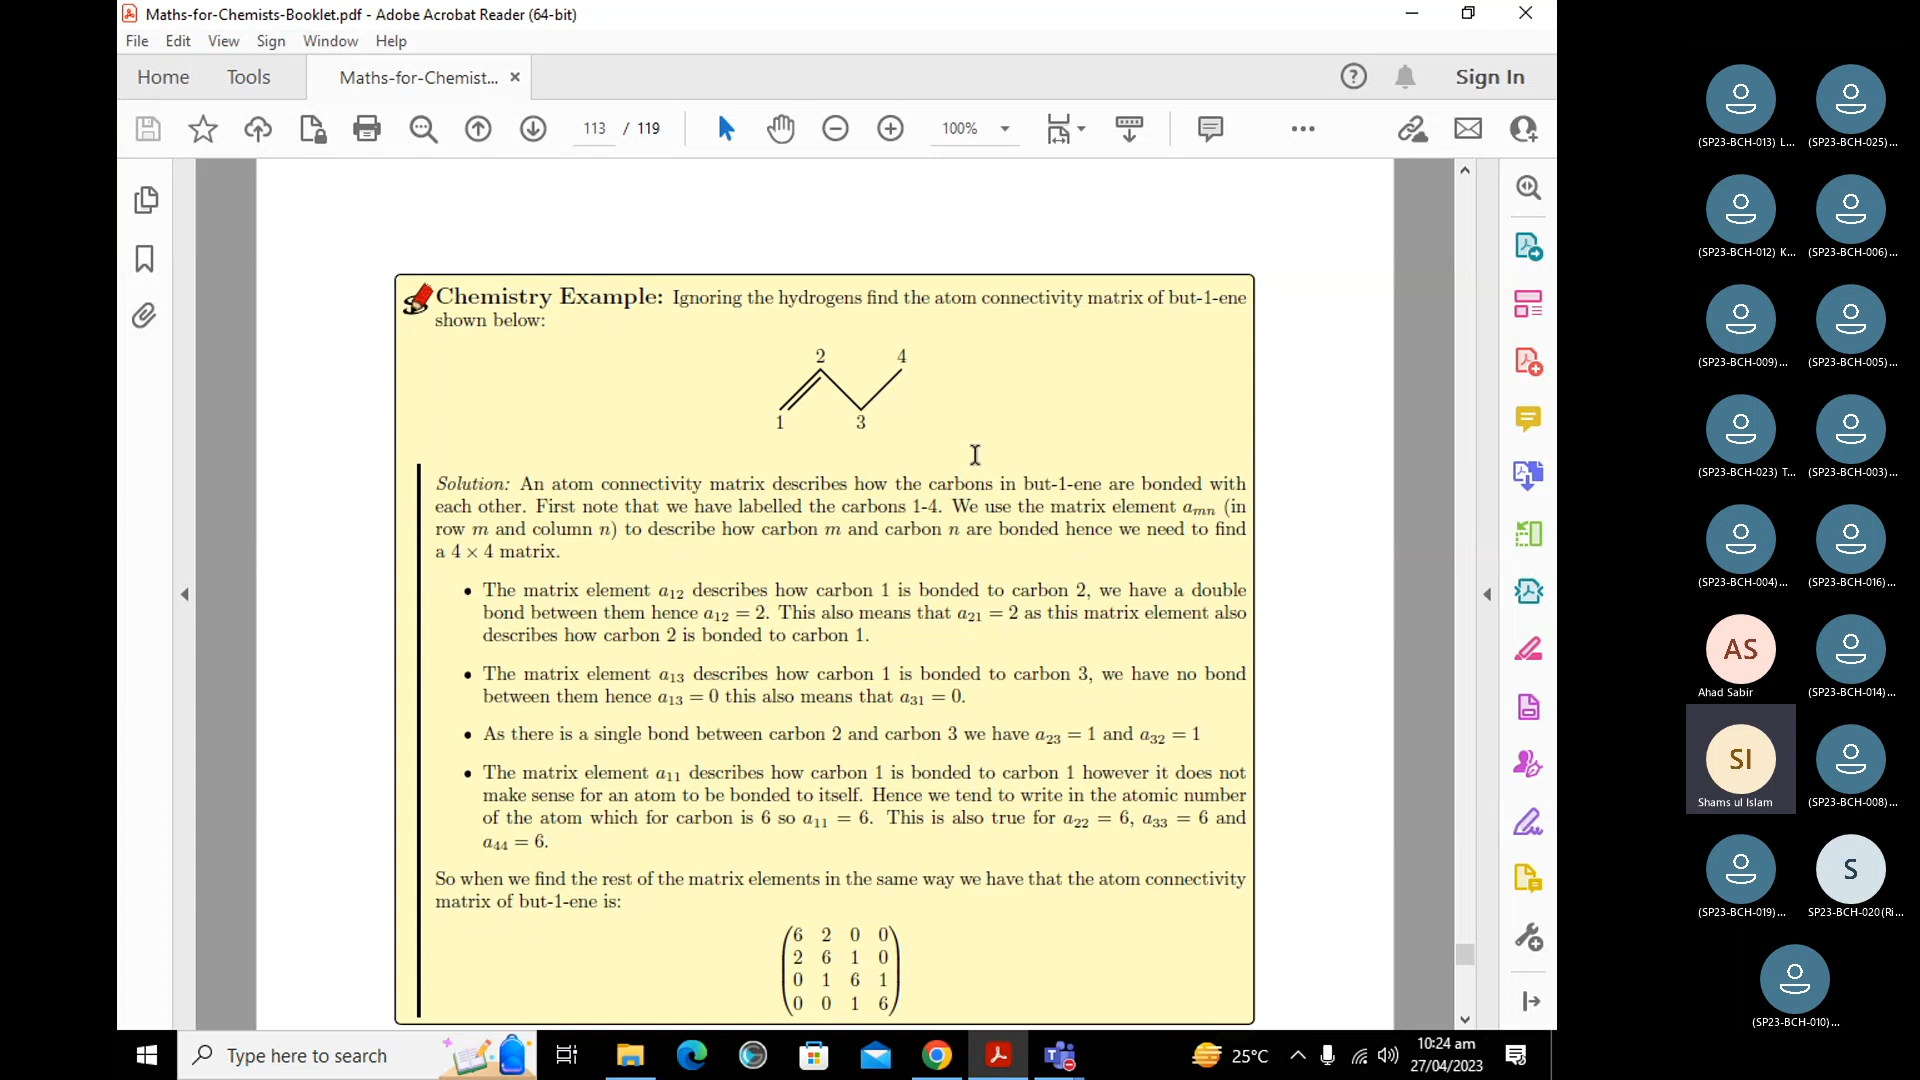 Maths-for-Chemists-Booklet.pdf - Adobe Acrobat Reader (64-bit)
File Edit View Sign Window Help
Home Tools Maths-for-Chemist... × Sign In
113 / 119 100%
Chemistry Example: Ignoring the hydrogens find the atom connectivity matrix of but-1-ene
shown below:
2 4
1 3
Solution: An atom connectivity matrix describes how the carbons in but-1-ene are bonded with
each other. First note that we have labelled the carbons 1-4. We use the matrix element aₘₙ (in
row m and column n) to describe how carbon m and carbon n are bonded hence we need to find
a 4 × 4 matrix.
• The matrix element a₁₂ describes how carbon 1 is bonded to carbon 2, we have a double
bond between them hence a₁₂ = 2. This also means that a₂₁ = 2 as this matrix element also
describes how carbon 2 is bonded to carbon 1.
• The matrix element a₁₃ describes how carbon 1 is bonded to carbon 3, we have no bond
between them hence a₁₃ = 0 this also means that a₃₁ = 0.
• As there is a single bond between carbon 2 and carbon 3 we have a₂₃ = 1 and a₃₂ = 1
• The matrix element a₁₁ describes how carbon 1 is bonded to carbon 1 however it does not
make sense for an atom to be bonded to itself. Hence we tend to write in the atomic number
of the atom which for carbon is 6 so a₁₁ = 6. This is also true for a₂₂ = 6, a₃₃ = 6 and
a₄₄ = 6.
So when we find the rest of the matrix elements in the same way we have that the atom connectivity
matrix of but-1-ene is:
6 2 0 0
2 6 1 0
0 1 6 1
0 0 1 6
(SP23-BCH-013) L... (SP23-BCH-025)...
(SP23-BCH-012) K... (SP23-BCH-006)...
(SP23-BCH-009)... (SP23-BCH-005)...
(SP23-BCH-023) T... (SP23-BCH-003)...
(SP23-BCH-004)... (SP23-BCH-016)...
AS
Ahad Sabir (SP23-BCH-014)...
SI
Shams ul Islam (SP23-BCH-008)...
S
(SP23-BCH-019)... SP23-BCH-020(Ri...
(SP23-BCH-010)...
Type here to search 25°C 10:24 am
27/04/2023